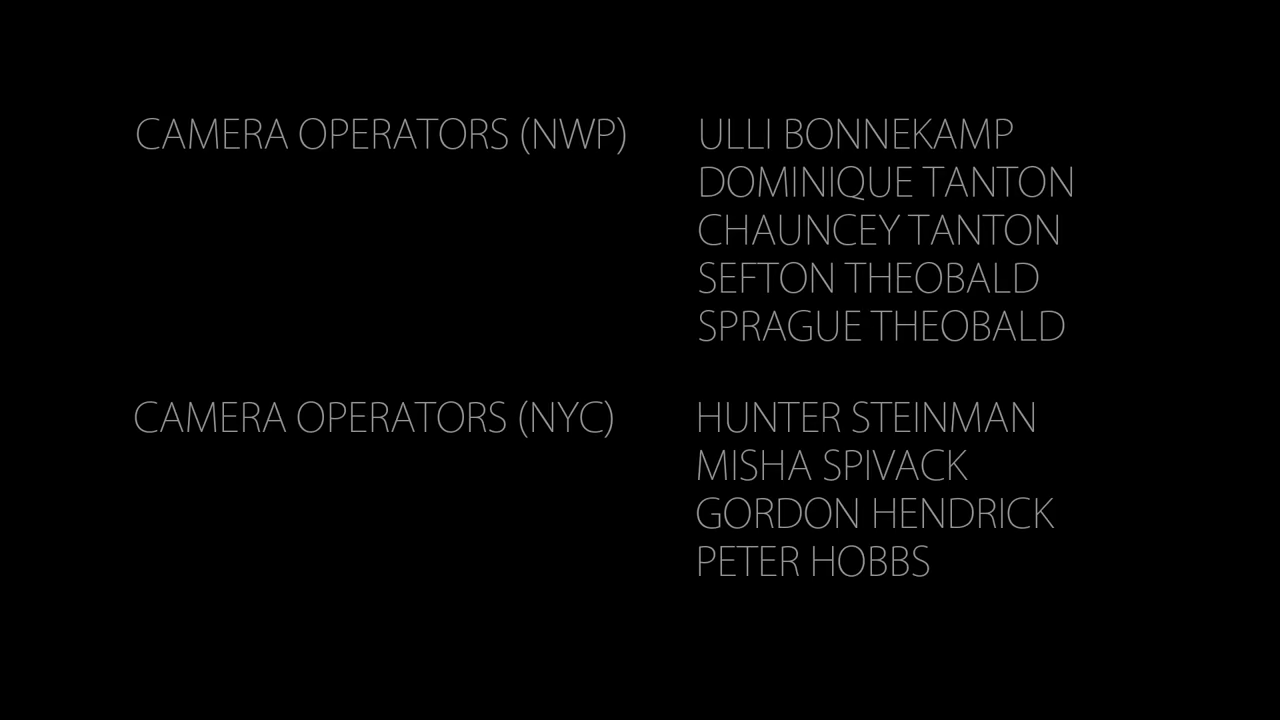 CAMERA OPERATORS (NWP) ULLI BONNEKAMP
DOMINIQUE TANTON
CHAUNCEY TANTON
SEFTON THEOBALD
SPRAGUE THEOBALD
CAMERA OPERATORS (NYC) HUNTER STEINMAN
MISHA SPIVACK
GORDON HENDRICK
PETER HOBBS